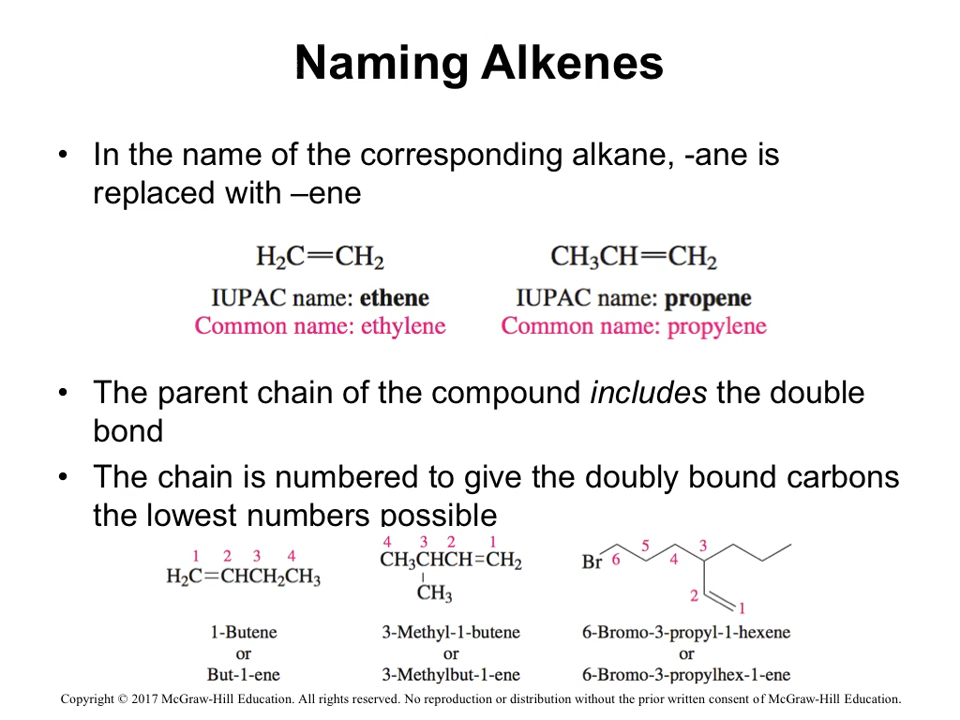 Naming Alkenes
• In the name of the corresponding alkane, -ane is
replaced with –ene
H₂C=CH₂ CH₃CH=CH₂
IUPAC name: ethene IUPAC name: propene
Common name: ethylene Common name: propylene
• The parent chain of the compound includes the double
bond
• The chain is numbered to give the doubly bound carbons
the lowest numbers possible
1 2 3 4
H₂C=CHCH₂CH₃
1-Butene
or
But-1-ene
4 3 2 1
CH₃CHCH=CH₂
CH₃
3-Methyl-1-butene
or
3-Methylbut-1-ene
Br 6 5 4 3
2
1
6-Bromo-3-propyl-1-hexene
or
6-Bromo-3-propylhex-1-ene
Copyright © 2017 McGraw-Hill Education. All rights reserved. No reproduction or distribution without the prior written consent of McGraw-Hill Education.